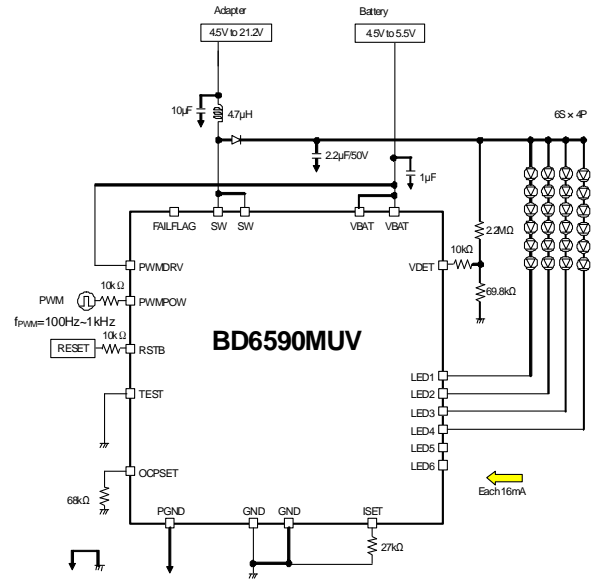 Adapter
Battery
4.5V to 21.2V
4.5V to 5.5V
10µF
4.7µH
6S × 4P
2.2µF/50V
1µF
FAILFLAG
SW
SW
VBAT
VBAT
2.2MΩ
PWMDRV
VDET
10kΩ
PWM
10kΩ
PWMPOW
69.8kΩ
fPWM=100Hz~1kHz
10kΩ
RESET
RSTB
BD6590MUV
LED1
TEST
LED2
LED3
LED4
LED5
LED6
OCPSET
68kΩ
Each 16mA
PGND
GND
GND
ISET
27kΩ